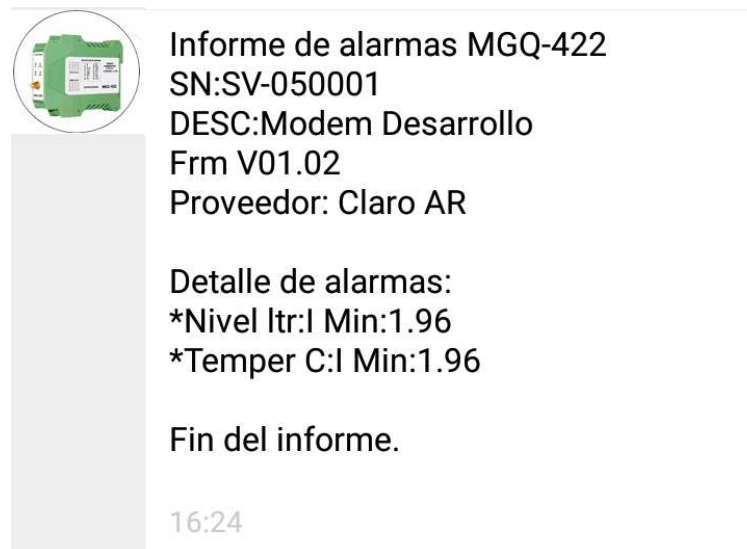 Informe de alarmas MGQ-422
SN:SV-050001
DESC:Modem Desarrollo
Frm V01.02
Proveedor: Claro AR
Detalle de alarmas:
*Nivel ltr:I Min:1.96
*Temper C:I Min:1.96
Fin del informe.
16:24